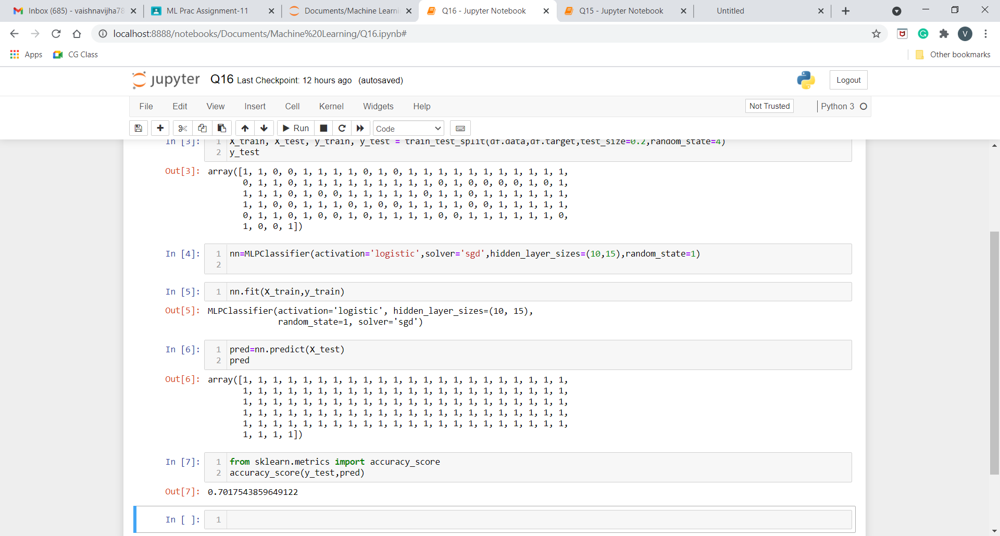 Inbox (685) - vaishnavijha78
ML Prac Assignment-11
Documents/Machine Learni
Q16 - Jupyter Notebook
Q15 - Jupyter Notebook
Untitled
localhost:8888/notebooks/Documents/Machine%20Learning/Q16.ipynb#
V
Apps
CG Class
Other bookmarks
jupyter Q16 Last Checkpoint: 12 hours ago (autosaved)
Logout
File Edit View Insert Cell Kernel Widgets Help
Not Trusted
Python 3
Run
Code
In [3]: 1 X_train, X_test, y_train, y_test = train_test_split(df.data,df.target,test_size=0.2,random_state=4)
2 y_test
Out[3]: array([1, 1, 0, 0, 1, 1, 1, 1, 0, 1, 0, 1, 1, 1, 1, 1, 1, 1, 1, 1, 1, 1,
0, 1, 1, 0, 1, 1, 1, 1, 1, 1, 1, 1, 1, 0, 1, 0, 0, 0, 0, 1, 0, 1,
1, 1, 1, 0, 1, 0, 0, 1, 1, 1, 1, 1, 0, 1, 1, 0, 1, 1, 1, 1, 1, 1,
1, 1, 0, 0, 1, 1, 1, 0, 1, 0, 0, 1, 1, 1, 1, 0, 0, 1, 1, 1, 1, 1,
0, 1, 1, 0, 1, 0, 0, 1, 0, 1, 1, 1, 1, 0, 0, 1, 1, 1, 1, 1, 1, 0,
1, 0, 0, 1])
In [4]: 1 nn=MLPClassifier(activation='logistic',solver='sgd',hidden_layer_sizes=(10,15),random_state=1)
2
In [5]: 1 nn.fit(X_train,y_train)
Out[5]: MLPClassifier(activation='logistic', hidden_layer_sizes=(10, 15),
random_state=1, solver='sgd')
In [6]: 1 pred=nn.predict(X_test)
2 pred
Out[6]: array([1, 1, 1, 1, 1, 1, 1, 1, 1, 1, 1, 1, 1, 1, 1, 1, 1, 1, 1, 1, 1, 1,
1, 1, 1, 1, 1, 1, 1, 1, 1, 1, 1, 1, 1, 1, 1, 1, 1, 1, 1, 1, 1, 1,
1, 1, 1, 1, 1, 1, 1, 1, 1, 1, 1, 1, 1, 1, 1, 1, 1, 1, 1, 1, 1, 1,
1, 1, 1, 1, 1, 1, 1, 1, 1, 1, 1, 1, 1, 1, 1, 1, 1, 1, 1, 1, 1, 1,
1, 1, 1, 1, 1, 1, 1, 1, 1, 1, 1, 1, 1, 1, 1, 1, 1, 1, 1, 1, 1, 1,
1, 1, 1, 1])
In [7]: 1 from sklearn.metrics import accuracy_score
2 accuracy_score(y_test,pred)
Out[7]: 0.7017543859649122
In [ ]: 1